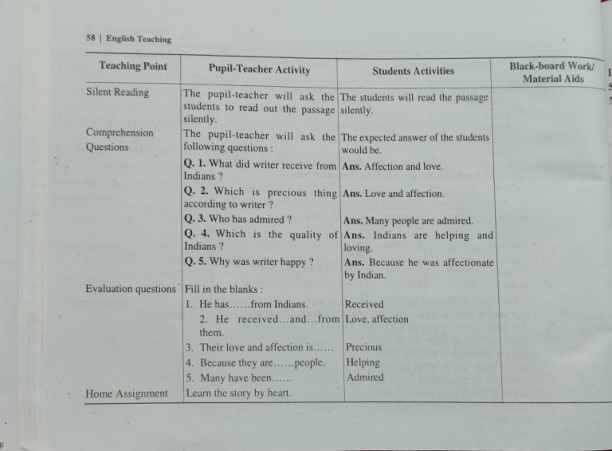 58 | English Teaching
Teaching Point Pupil-Teacher Activity Students Activities Black-board Work/
Material Aids
Silent Reading The pupil-teacher will ask the The students will read the passage
students to read out the passage silently.
silently.
Comprehension The pupil-teacher will ask the The expected answer of the students
Questions following questions : would be.
Q. 1. What did writer receive from Ans. Affection and love.
Indians ?
Q. 2. Which is precious thing Ans. Love and affection.
according to writer ?
Q. 3. Who has admired ? Ans. Many people are admired.
Q. 4. Which is the quality of Ans. Indians are helping and
Indians ? loving.
Q. 5. Why was writer happy ? Ans. Because he was affectionate
by Indian.
Evaluation questions Fill in the blanks :
1. He has......from Indians. Received
2. He received...and...from Love, affection
them.
3. Their love and affection is...... Precious
4. Because they are......people. Helping
5. Many have been...... Admired
Home Assignment Learn the story by heart.